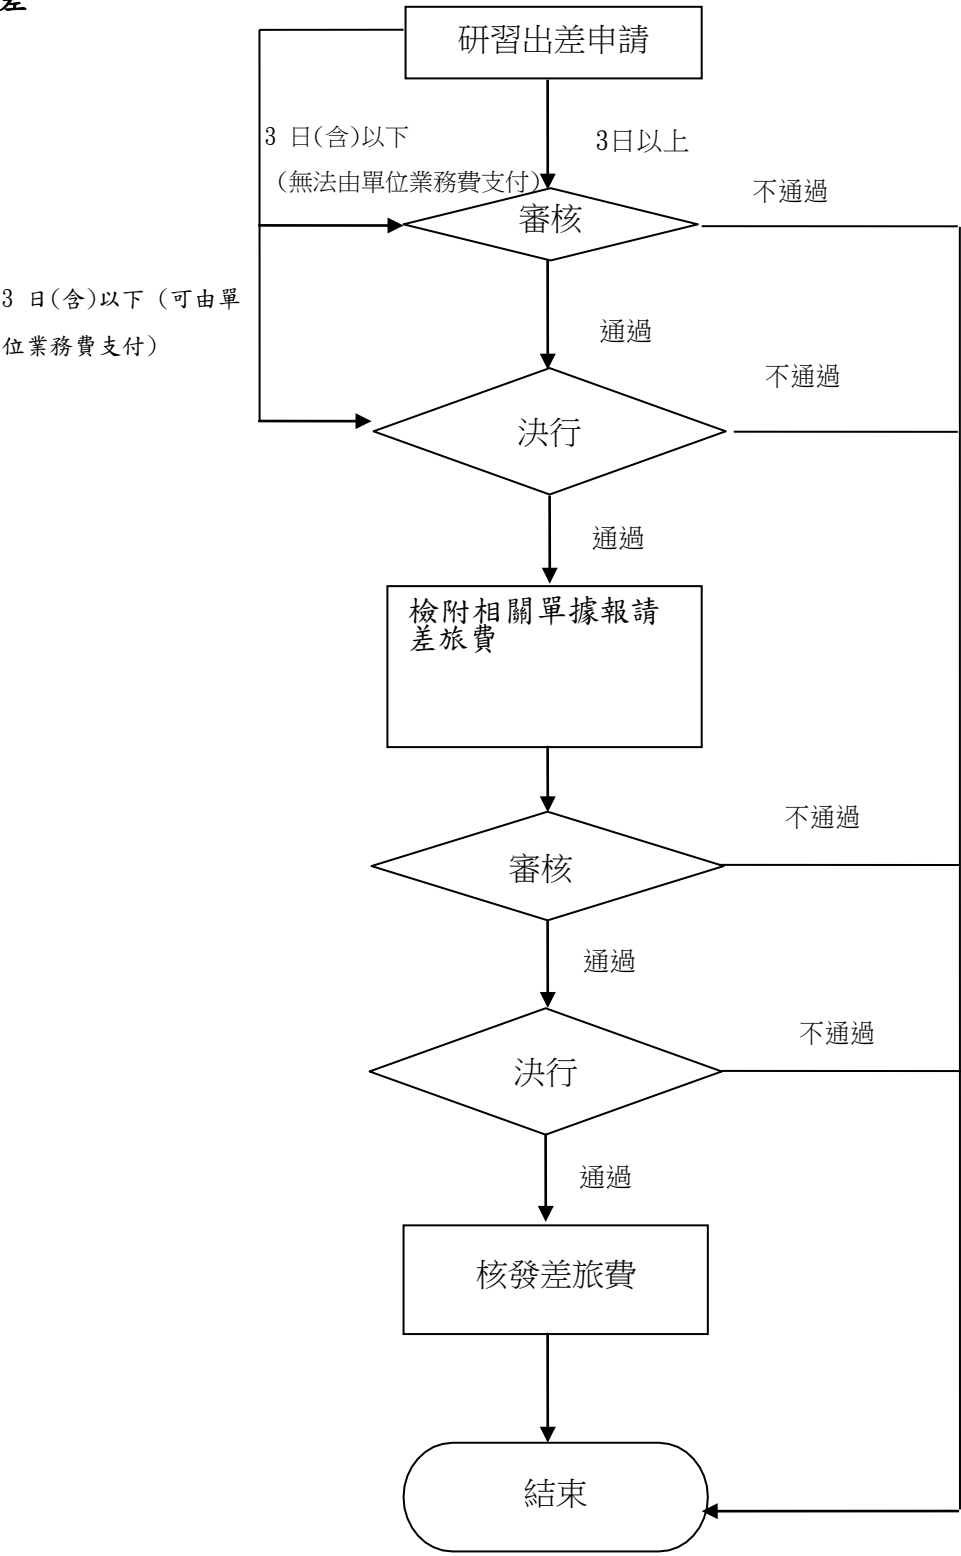 差
研習出差申請
3 日(含)以下
(無法由單位業務費支付)
3日以上
不通過
審核
3 日(含)以下 (可由單
位業務費支付)
通過
不通過
決行
通過
檢附相關單據報請
差旅費
不通過
審核
通過
不通過
決行
通過
核發差旅費
結束